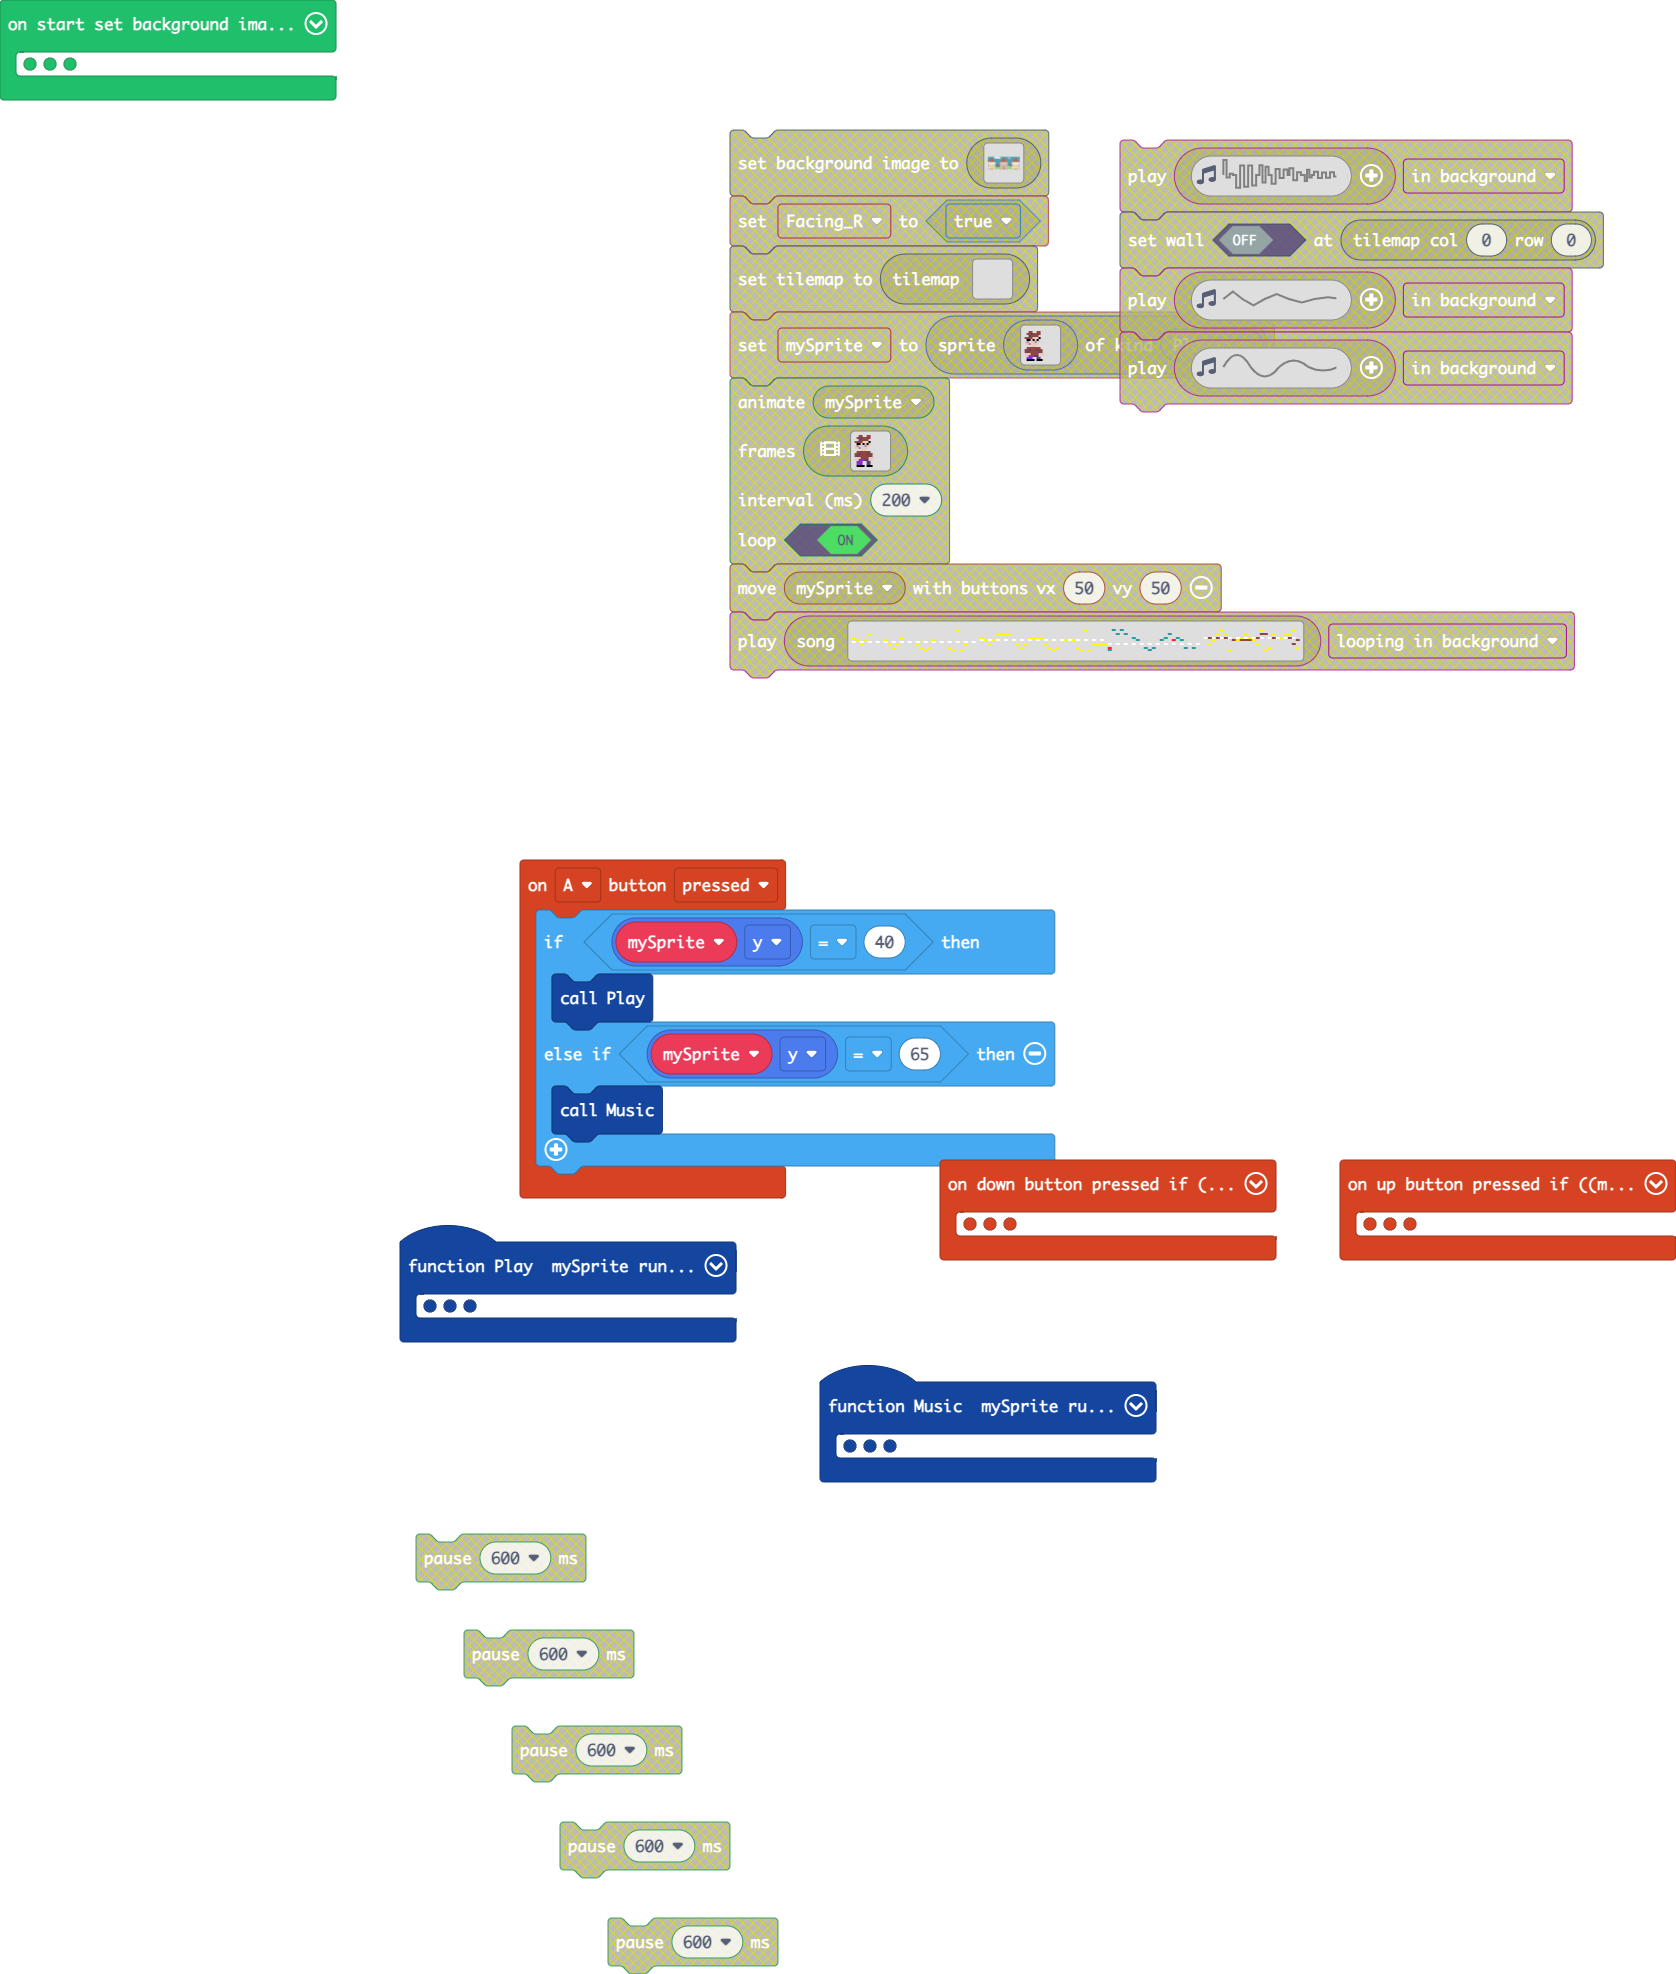 on start set background ima...
set background image to
set Facing_R to true
set tilemap to tilemap
set mySprite to sprite of kind
animate mySprite
frames
interval (ms) 200
loop ON
move mySprite with buttons vx 50 vy 50
play song looping in background
play in background
set wall OFF at tilemap col 0 row 0
play in background
play in background
on A button pressed
if mySprite y = 40 then
call Play
else if mySprite y = 65 then
call Music
on down button pressed if (...
on up button pressed if ((m...
function Play mySprite run...
function Music mySprite ru...
pause 600 ms
pause 600 ms
pause 600 ms
pause 600 ms
pause 600 ms